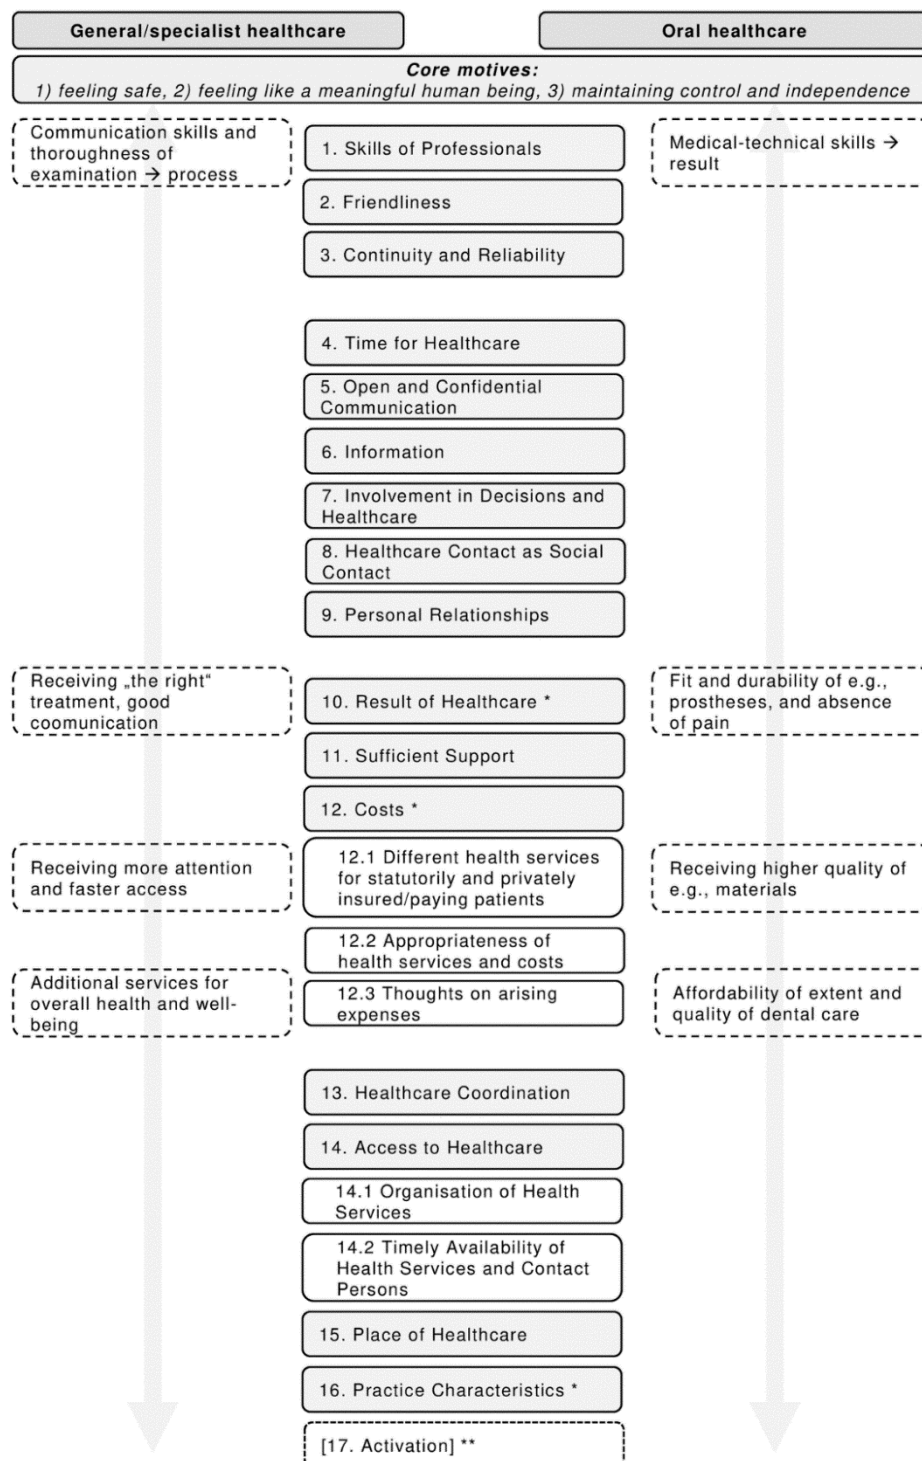 General/specialist healthcare
Oral healthcare
Core motives:
1) feeling safe, 2) feeling like a meaningful human being, 3) maintaining control and independence
Communication skills and
thoroughness of
examination → process
1. Skills of Professionals
Medical-technical skills →
result
2. Friendliness
3. Continuity and Reliability
4. Time for Healthcare
5. Open and Confidential
Communication
6. Information
7. Involvement in Decisions and
Healthcare
8. Healthcare Contact as Social
Contact
9. Personal Relationships
Receiving „the right“
treatment, good
coomunication
10. Result of Healthcare *
Fit and durability of e.g.,
prostheses, and absence
of pain
11. Sufficient Support
12. Costs *
Receiving more attention
and faster access
12.1 Different health services
for statutorily and privately
insured/paying patients
Receiving higher quality of
e.g., materials
12.2 Appropriateness of
health services and costs
Additional services for
overall health and well-
being
12.3 Thoughts on arising
expenses
Affordability of extent and
quality of dental care
13. Healthcare Coordination
14. Access to Healthcare
14.1 Organisation of Health
Services
14.2 Timely Availability of
Health Services and Contact
Persons
15. Place of Healthcare
16. Practice Characteristics *
[17. Activation] **